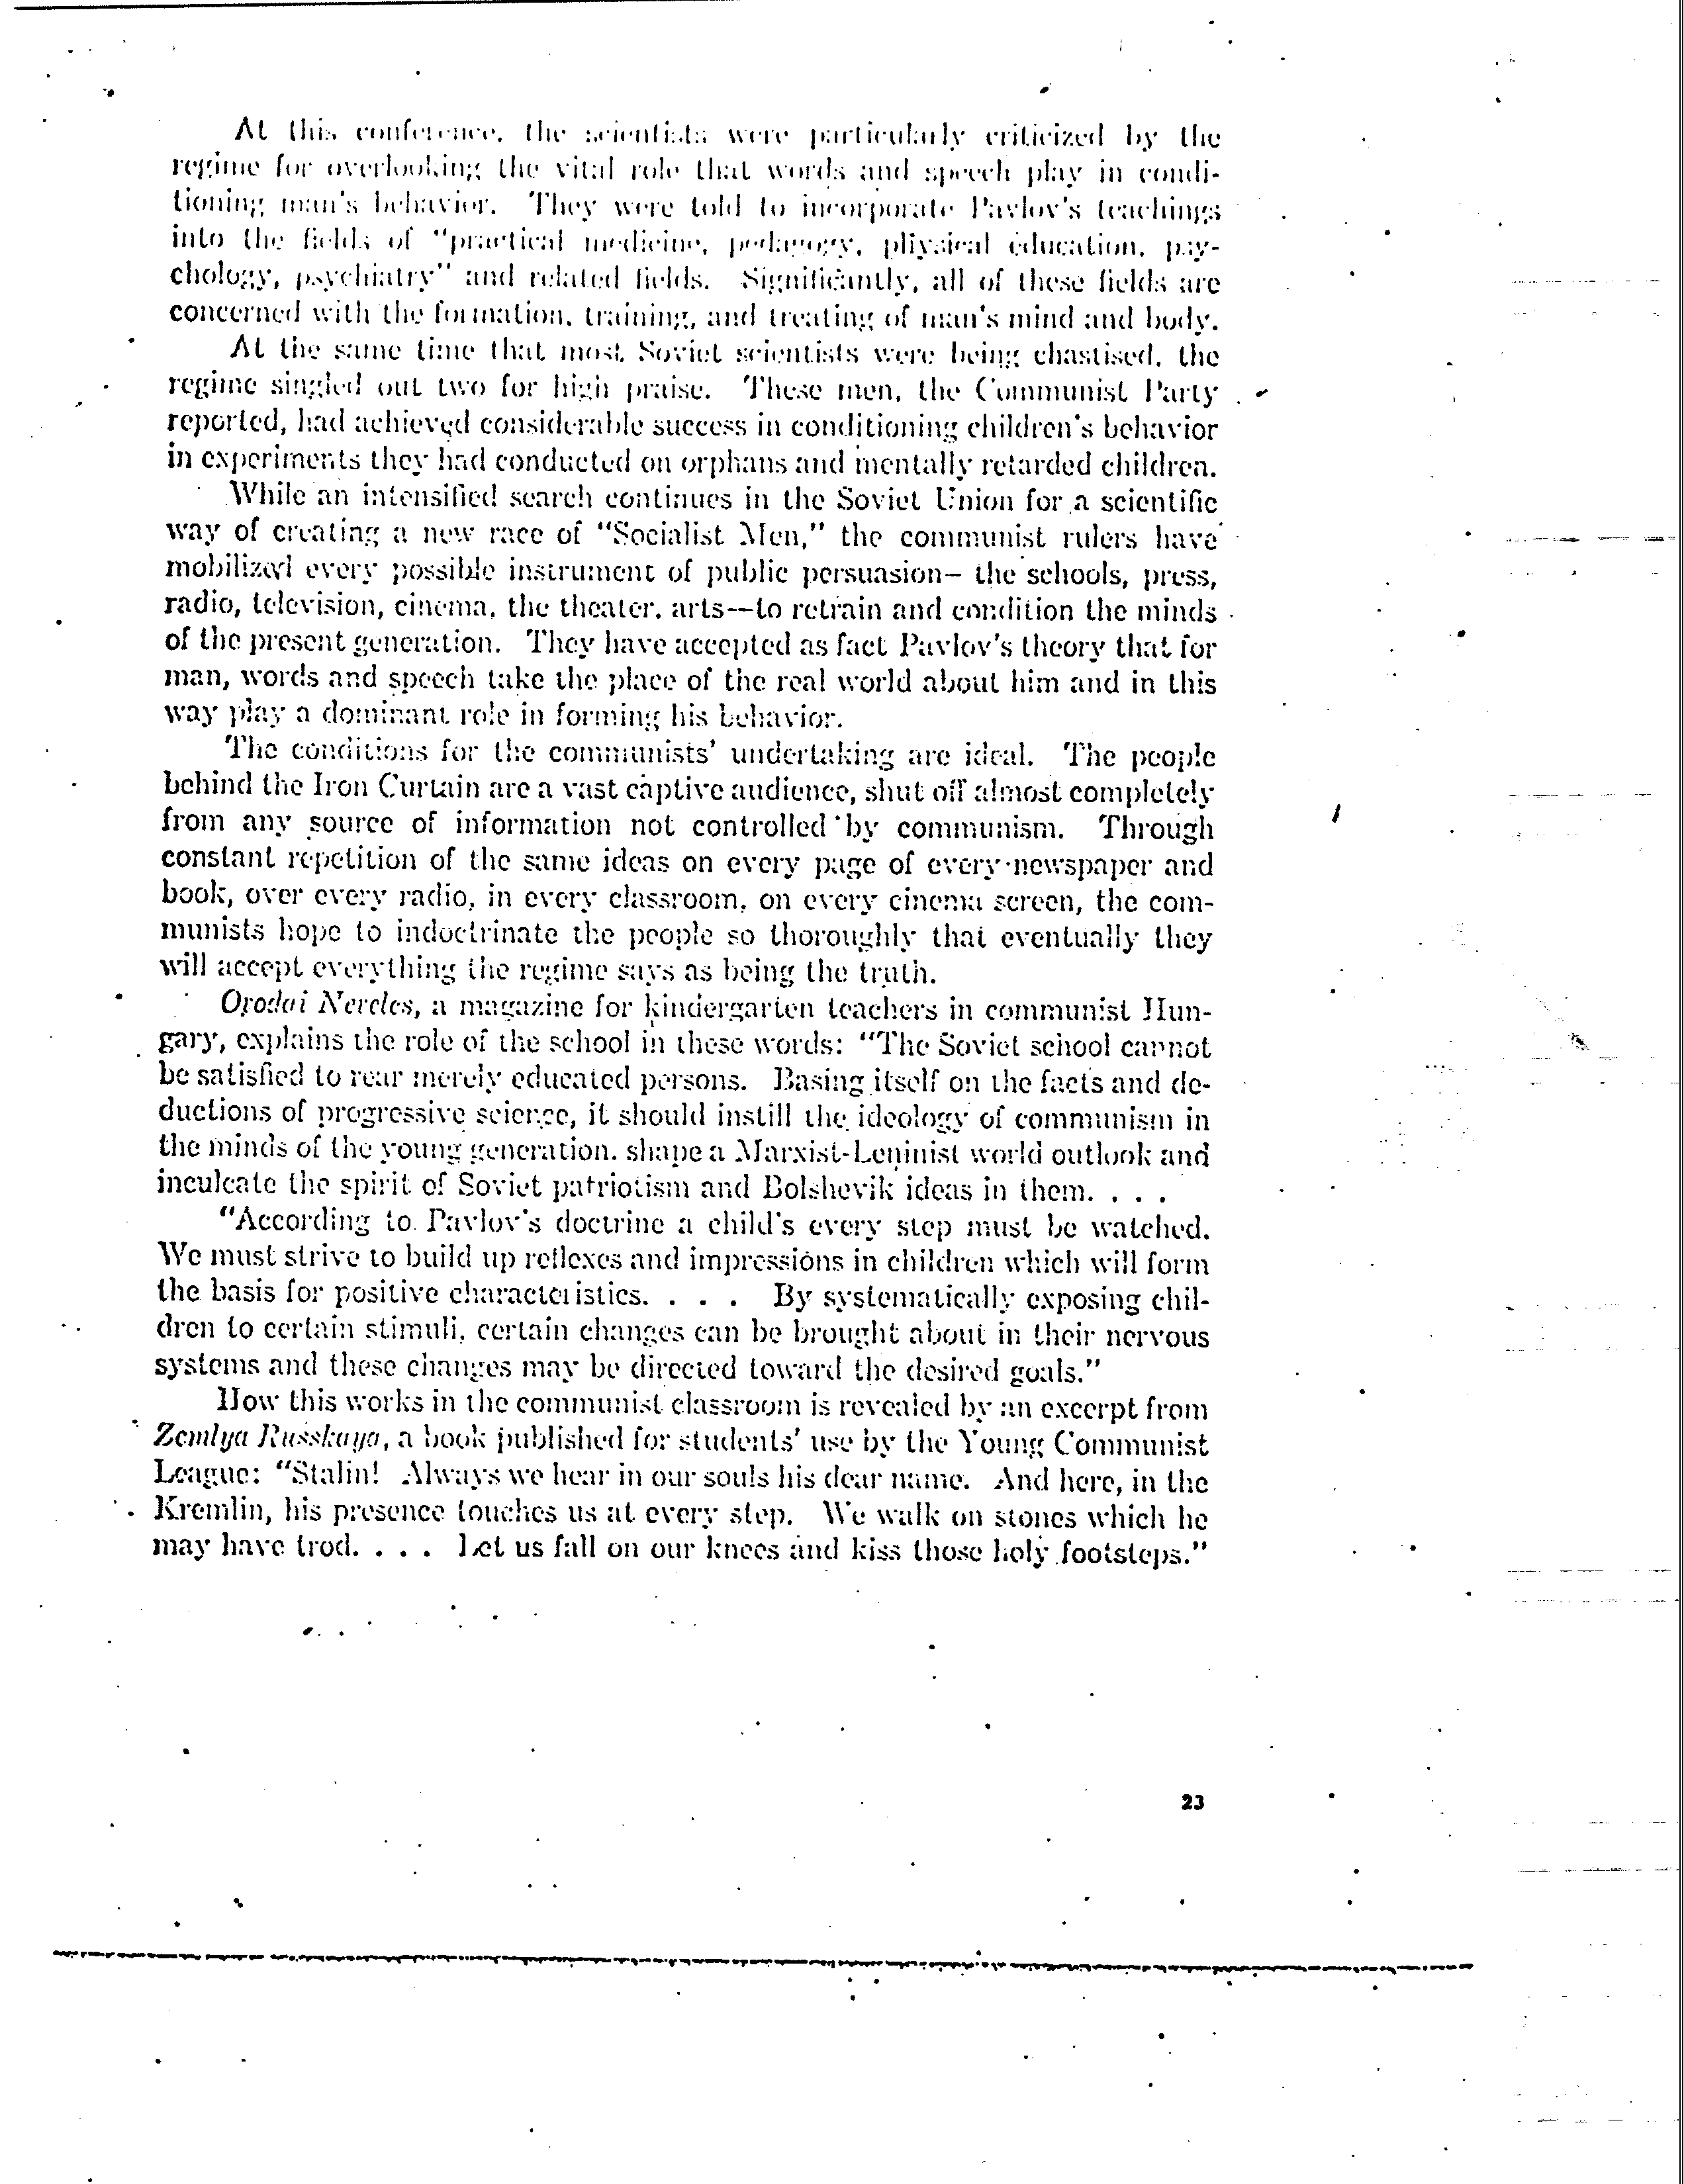 At this conference, the scientists were particularly criticized by the
regime for overlooking the vital role that words and speech play in condi-
tioning man's behavior. They were told to incorporate Pavlov's teachings
into the fields of "practical medicine, pedagogy, physical education, psy-
chology, psychiatry" and related fields. Significantly, all of these fields are
concerned with the formation, training, and treating of man's mind and body.
At the same time that most Soviet scientists were being chastised, the
regime singled out two for high praise. These men, the Communist Party
reported, had achieved considerable success in conditioning children's behavior
in experiments they had conducted on orphans and mentally retarded children.
While an intensified search continues in the Soviet Union for a scientific
way of creating a new race of "Socialist Men," the communist rulers have
mobilized every possible instrument of public persuasion— the schools, press,
radio, television, cinema, the theater, arts—to retrain and condition the minds
of the present generation. They have accepted as fact Pavlov's theory that for
man, words and speech take the place of the real world about him and in this
way play a dominant role in forming his behavior.
The conditions for the communists' undertaking are ideal. The people
behind the Iron Curtain are a vast captive audience, shut off almost completely
from any source of information not controlled by communism. Through
constant repetition of the same ideas on every page of every newspaper and
book, over every radio, in every classroom, on every cinema screen, the com-
munists hope to indoctrinate the people so thoroughly that eventually they
will accept everything the regime says as being the truth.
a magazine for kindergarten teachers in communist Hun-
gary, explains the role of the school in these words: "The Soviet school cannot
be satisfied to rear merely educated persons. Basing itself on the facts and de-
ductions of progressive science, it should instill the ideology of communism in
the minds of the young generation, shape a Marxist-Leninist world outlook and
inculcate the spirit of Soviet patriotism and Bolshevik ideas in them. . . .
"According to Pavlov's doctrine a child's every step must be watched.
We must strive to build up reflexes and impressions in children which will form
the basis for positive characteristics. . . . By systematically exposing chil-
dren to certain stimuli, certain changes can be brought about in their nervous
systems and these changes may be directed toward the desired goals."
How this works in the communist classroom is revealed by an excerpt from
Zemlya Russkaya, a book published for students' use by the Young Communist
League: "Stalin! Always we hear in our souls his dear name. And here, in the
Kremlin, his presence touches us at every step. We walk on stones which he
may have trod. . . . Let us fall on our knees and kiss those holy footsteps."
23